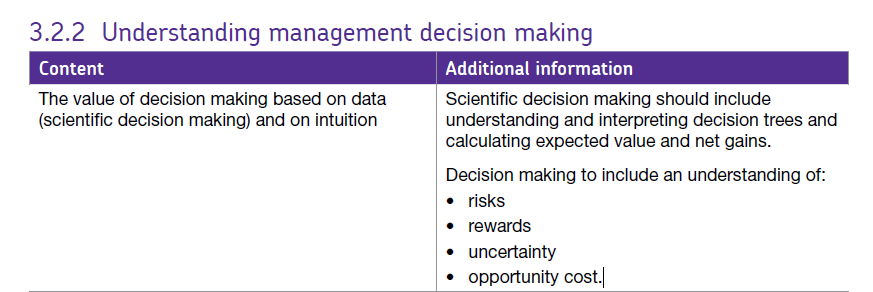 3.2.2 Understanding management decision making
Content
Additional information
The value of decision making based on data
(scientific decision making) and on intuition
Scientific decision making should include
understanding and interpreting decision trees and
calculating expected value and net gains.
Decision making to include an understanding of:
• risks
• rewards
• uncertainty
• opportunity cost.